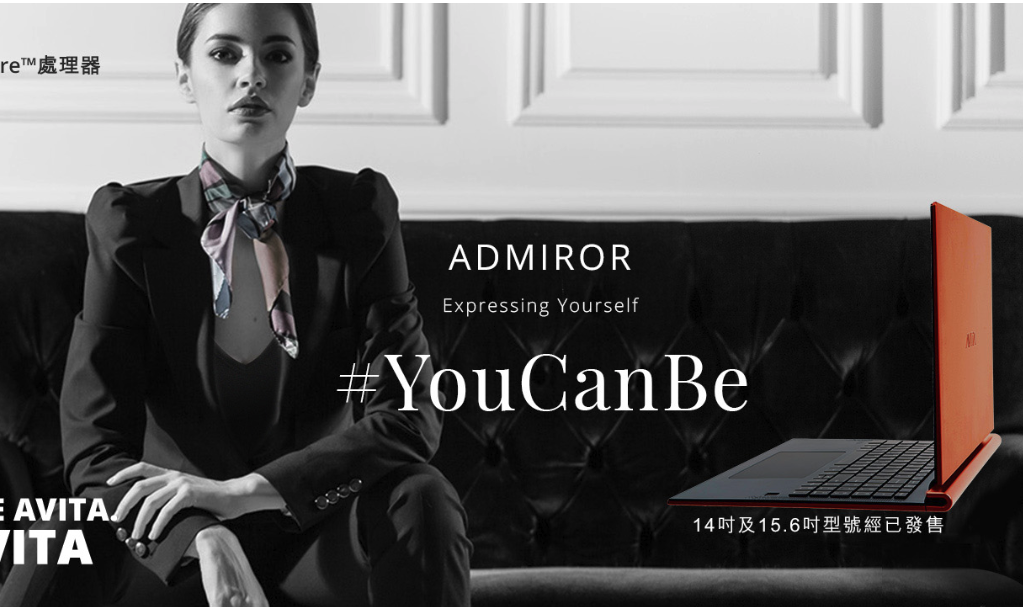 re™處理器
ADMIROR
Expressing Yourself
#YouCanBe
E AVITA.
VITA
AVITA
14吋及15.6吋型號經已發售